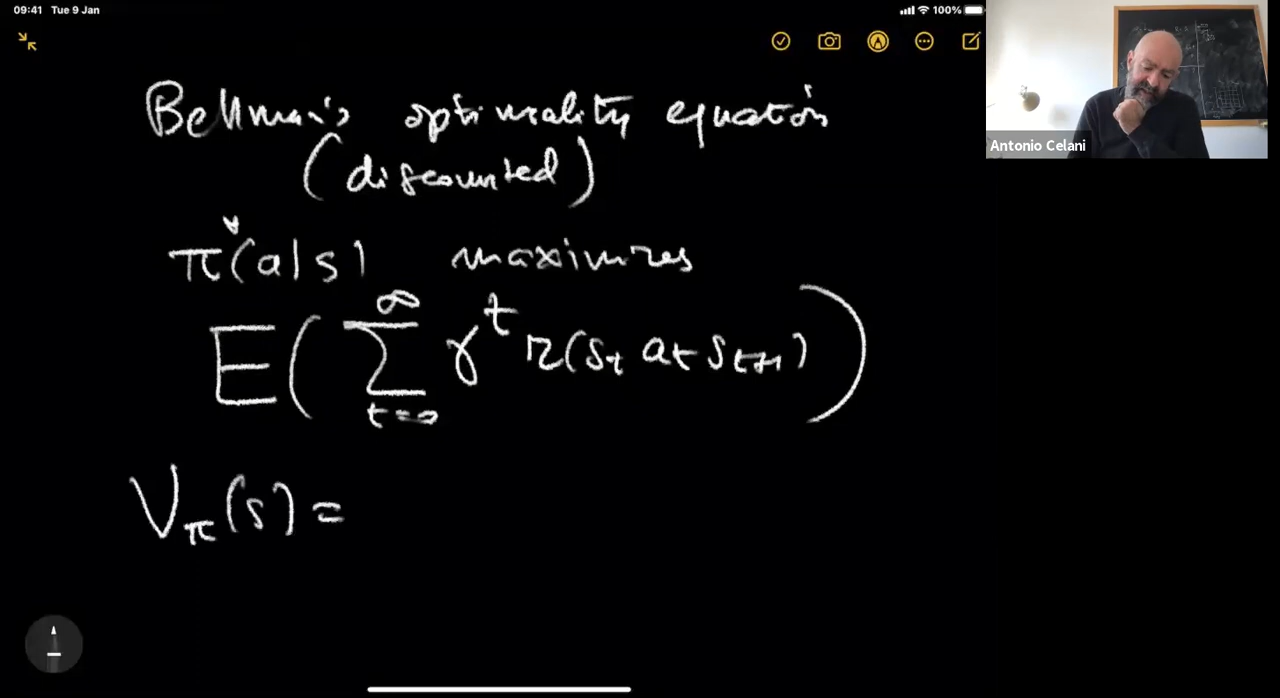 09:41 Tue 9 Jan 100%
Antonio Celani
Bellman's optimality equation
(discounted)
π*(a|s) maximizes
E(∑_{t=0}^{∞} γ^t r(s_t a_t s_{t+1}))
V_π(s) =